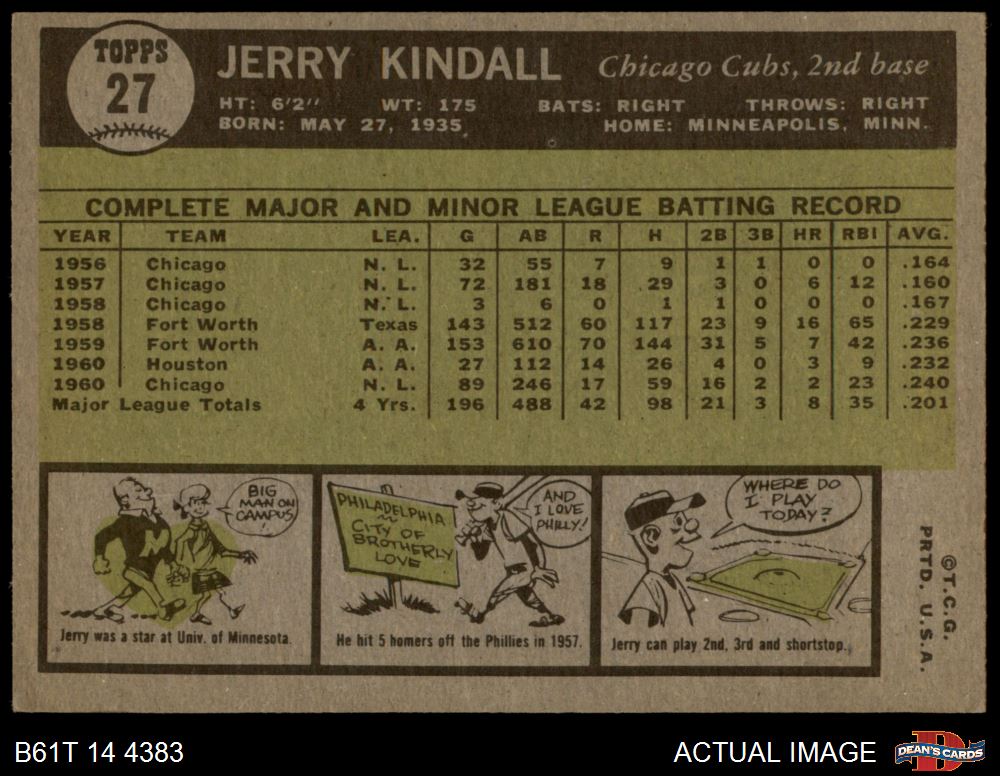 TOPPS
27
JERRY KINDALL Chicago Cubs, 2nd base
HT: 6'2" WT: 175 BATS: RIGHT THROWS: RIGHT
BORN: MAY 27, 1935 HOME: MINNEAPOLIS, MINN.
COMPLETE MAJOR AND MINOR LEAGUE BATTING RECORD
YEAR TEAM LEA. G AB R H 2B 3B HR RBI AVG.
1956 Chicago N. L. 32 55 7 9 1 1 0 0 .164
1957 Chicago N. L. 72 181 18 29 3 0 6 12 .160
1958 Chicago N. L. 3 6 0 1 1 0 0 0 .167
1958 Fort Worth Texas 143 512 60 117 23 9 16 65 .229
1959 Fort Worth A. A. 153 610 70 144 31 5 7 42 .236
1960 Houston A. A. 27 112 14 26 4 0 3 9 .232
1960 Chicago N. L. 89 246 17 59 16 2 2 23 .240
Major League Totals 4 Yrs. 196 488 42 98 21 3 8 35 .201
BIG
MAN ON
CAMPUS!
M
Jerry was a star at Univ. of Minnesota.
PHILADELPHIA
CITY OF
BROTHERLY
LOVE
AND
I LOVE
PHILLY!
He hit 5 homers off the Phillies in 1957.
WHERE DO
I PLAY
TODAY?
Jerry can play 2nd, 3rd and shortstop.
©T.C.G.
PRTD. U.S.A.
B61T 14 4383 ACTUAL IMAGE
DEAN'S CARDS